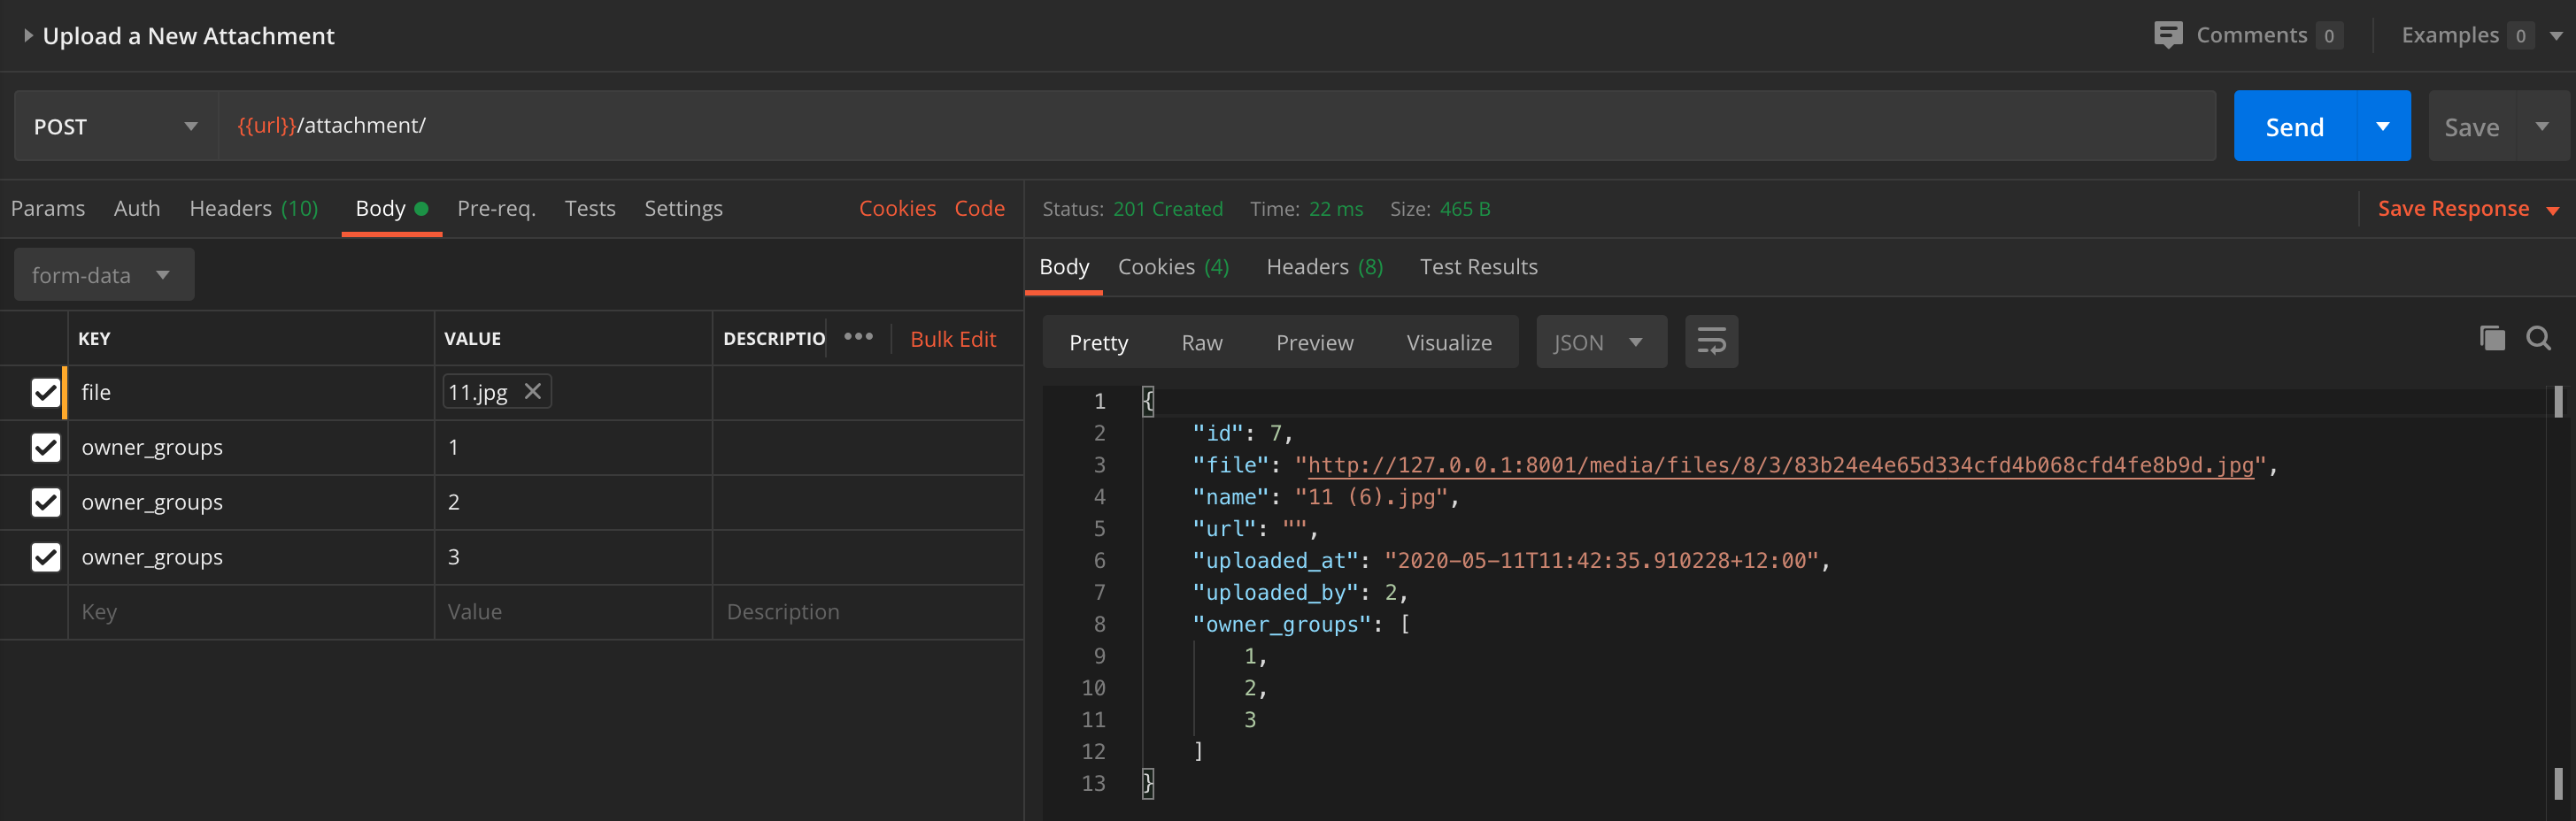 Upload a New Attachment
Comments 0
Examples 0
POST
{{url}}/attachment/
Send
Save
Params Auth Headers (10) Body Pre-req. Tests Settings Cookies Code
Status: 201 Created Time: 22 ms Size: 465 B
Save Response
form-data
Body Cookies (4) Headers (8) Test Results
KEY VALUE DESCRIPTIO ••• Bulk Edit
Pretty Raw Preview Visualize JSON
file 11.jpg
owner_groups 1
owner_groups 2
owner_groups 3
Key Value Description
1 {
2 "id": 7,
3 "file": "http://127.0.0.1:8001/media/files/8/3/83b24e4e65d334cfd4b068cfd4fe8b9d.jpg",
4 "name": "11 (6).jpg",
5 "url": "",
6 "uploaded_at": "2020-05-11T11:42:35.910228+12:00",
7 "uploaded_by": 2,
8 "owner_groups": [
9 1,
10 2,
11 3
12 ]
13 }